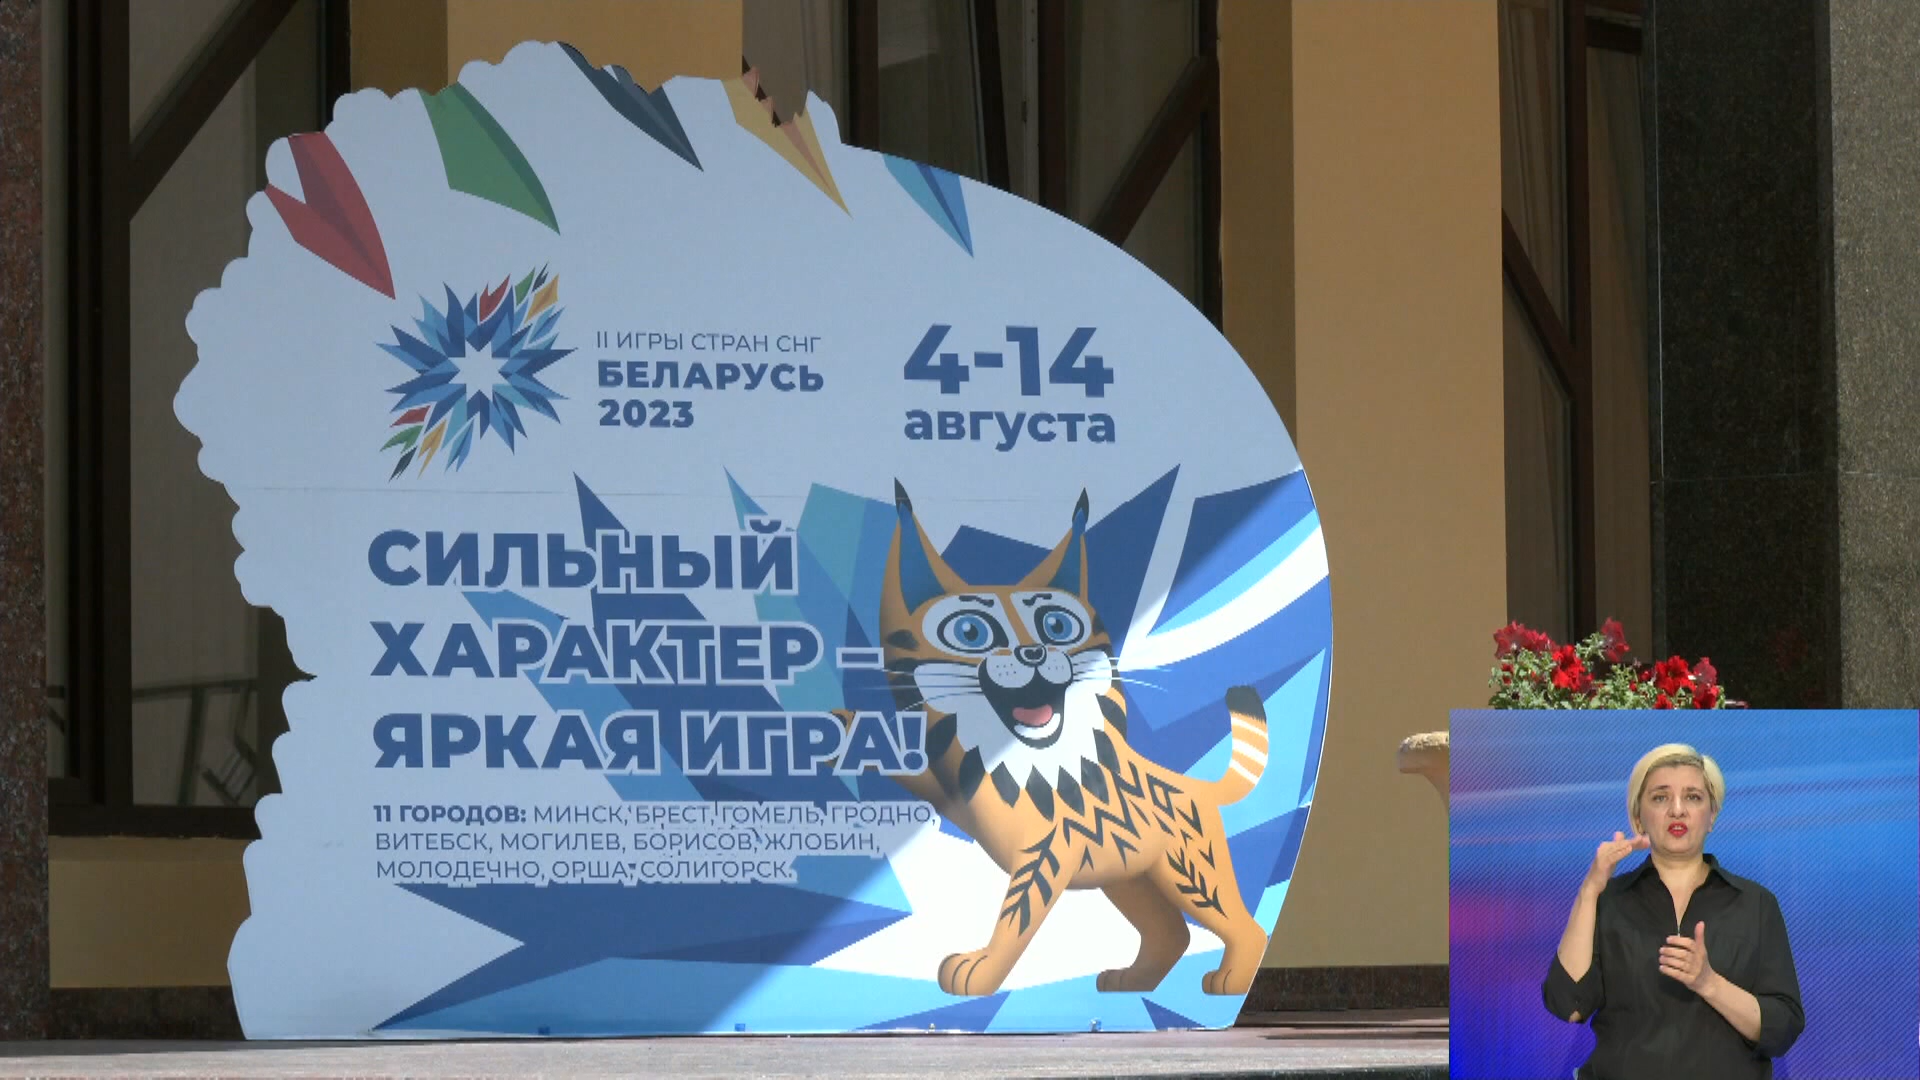 II ИГРЫ СТРАН СНГ
БЕЛАРУСЬ
2023
4-14
августа
СИЛЬНЫЙ
ХАРАКТЕР –
ЯРКАЯ ИГРА!
11 ГОРОДОВ: МИНСК, БРЕСТ, ГОМЕЛЬ, ГРОДНО,
ВИТЕБСК, МОГИЛЕВ, БОРИСОВ, ЖЛОБИН,
МОЛОДЕЧНО, ОРША, СОЛИГОРСК.